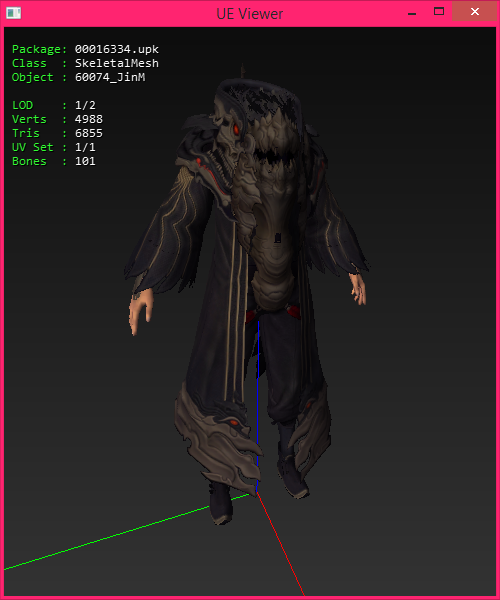 UE Viewer
Package: 00016334.upk
Class : SkeletalMesh
Object : 60074_JinM
LOD : 1/2
Verts : 4988
Tris : 6855
UV Set : 1/1
Bones : 101